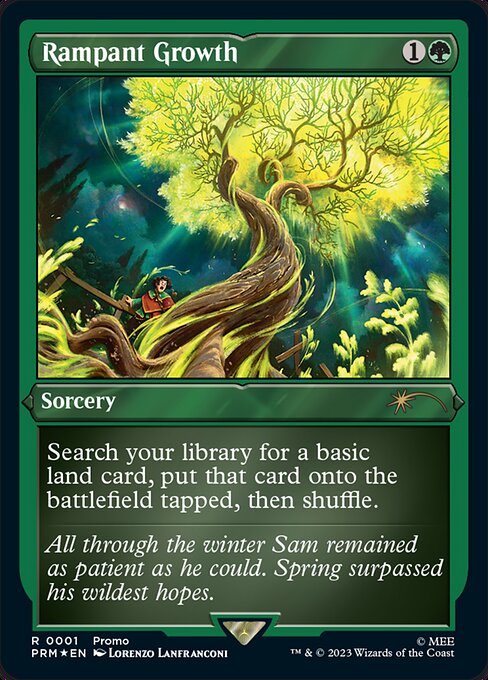 Rampant Growth 1
Sorcery
Search your library for a basic
land card, put that card onto the
battlefield tapped, then shuffle.
All through the winter Sam remained
as patient as he could. Spring surpassed
his wildest hopes.
R 0001 Promo © MEE
PRM★EN Lorenzo Lanfranconi ™ & © 2023 Wizards of the Coast